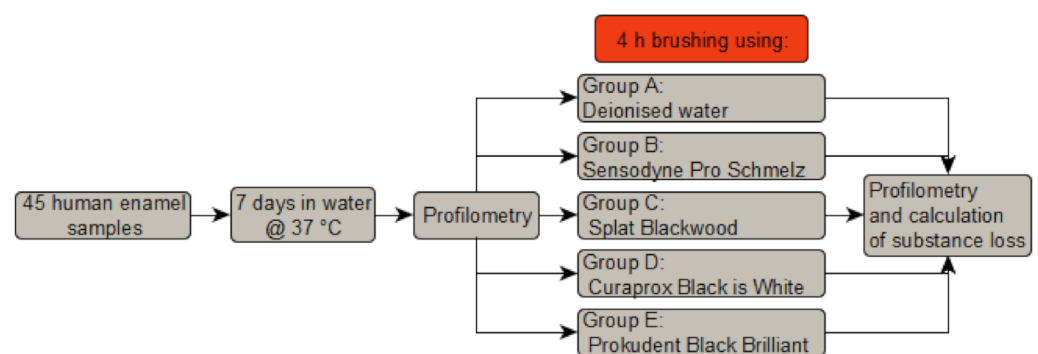 4 h brushing using:
Group A:
Deionised water
Group B:
Sensodyne Pro Schmelz
45 human enamel
samples
7 days in water
@ 37 °C
Profilometry
Group C:
Splat Blackwood
Profilometry
and calculation
of substance loss
Group D:
Curaprox Black is White
Group E:
Prokudent Black Brilliant